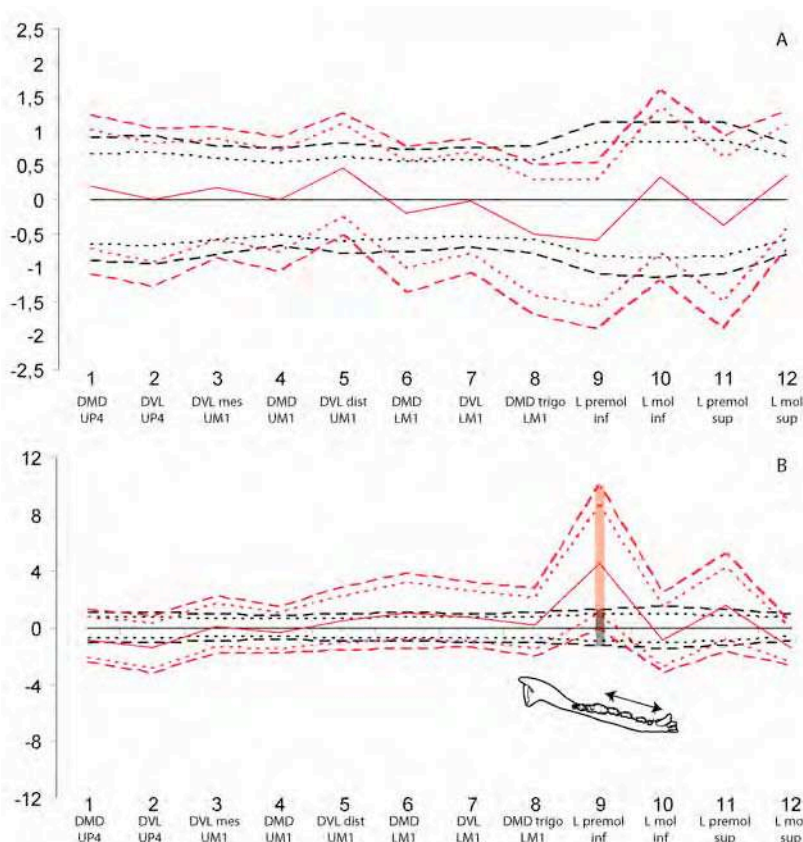 2,5
A
2
1,5
1
0,5
0
-0,5
-1
-1,5
-2
-2,5
1 2 3 4 5 6 7 8 9 10 11 12
DMD DVL DVL mes DMD DVL dist DMD DVL DMD trigo L premol L mol L premol L mol
UP4 UP4 UM1 UM1 UM1 LM1 LM1 LM1 inf inf sup sup
12
B
8
4
0
-4
-8
-12
1 2 3 4 5 6 7 8 9 10 11 12
DMD DVL DVL mes DMD DVL dist DMD DVL DMD trigo L premol L mol L premol L mol
UP4 UP4 UM1 UM1 UM1 LM1 LM1 LM1 inf inf sup sup